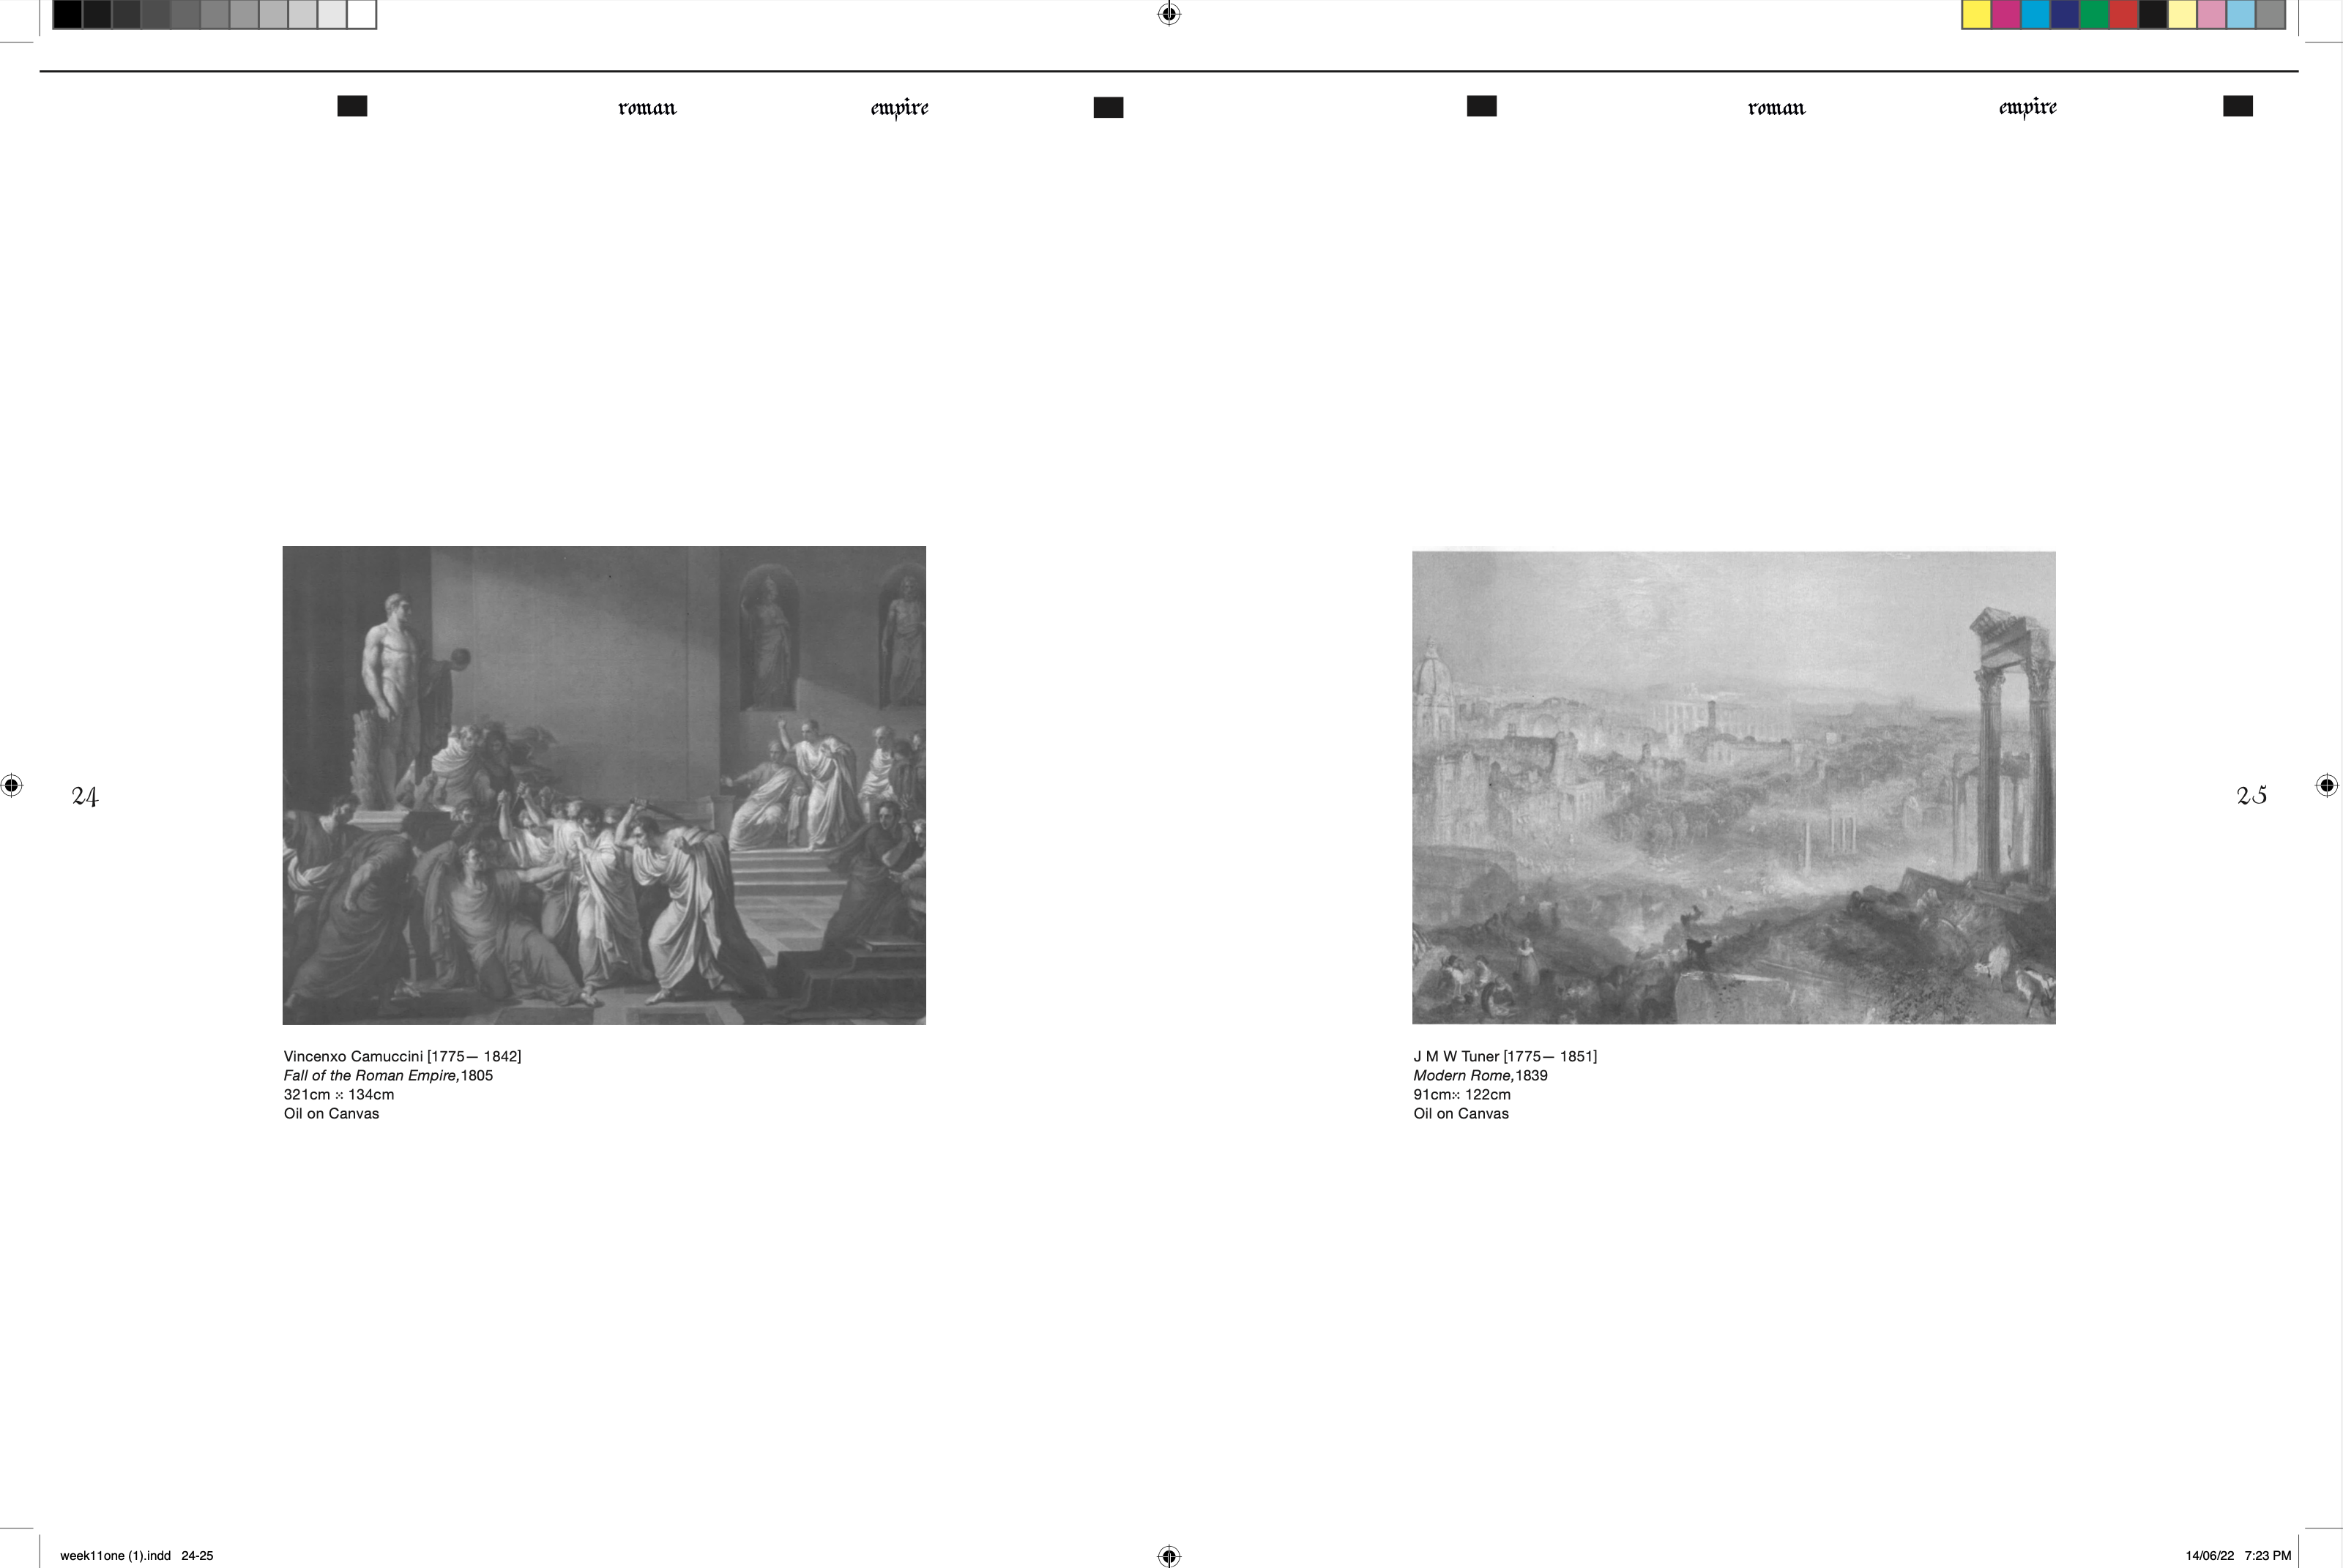 roman empire
roman empire
24
25
Vincenxo Camuccini [1775— 1842]
Fall of the Roman Empire,1805
321cm × 134cm
Oil on Canvas
J M W Tuner [1775— 1851]
Modern Rome,1839
91cm× 122cm
Oil on Canvas
week11one (1).indd 24-25
14/06/22 7:23 PM